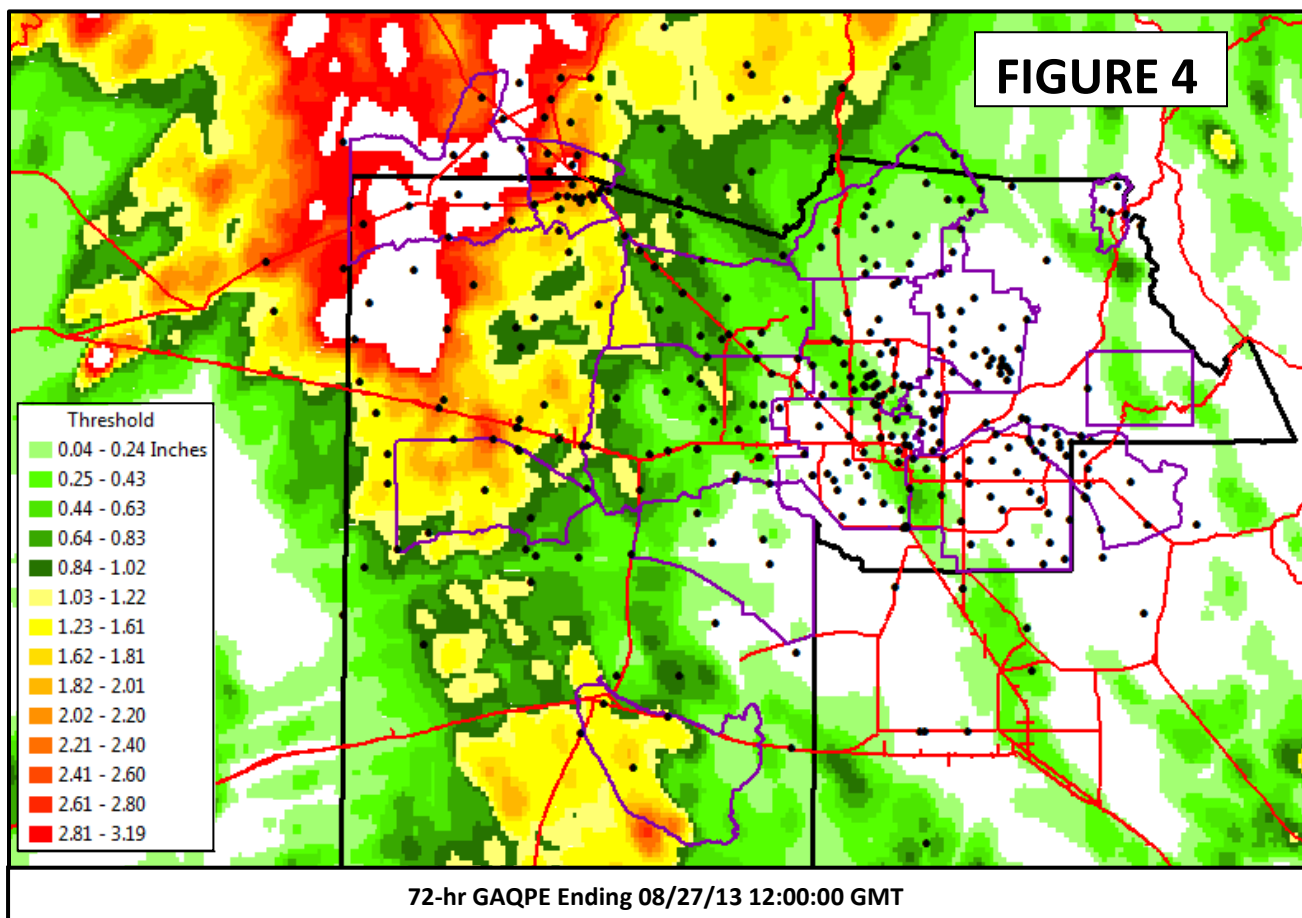 FIGURE 4
Threshold
0.04 - 0.24 Inches
0.25 - 0.43
0.44 - 0.63
0.64 - 0.83
0.84 - 1.02
1.03 - 1.22
1.23 - 1.61
1.62 - 1.81
1.82 - 2.01
2.02 - 2.20
2.21 - 2.40
2.41 - 2.60
2.61 - 2.80
2.81 - 3.19
72-hr GAQPE Ending 08/27/13 12:00:00 GMT